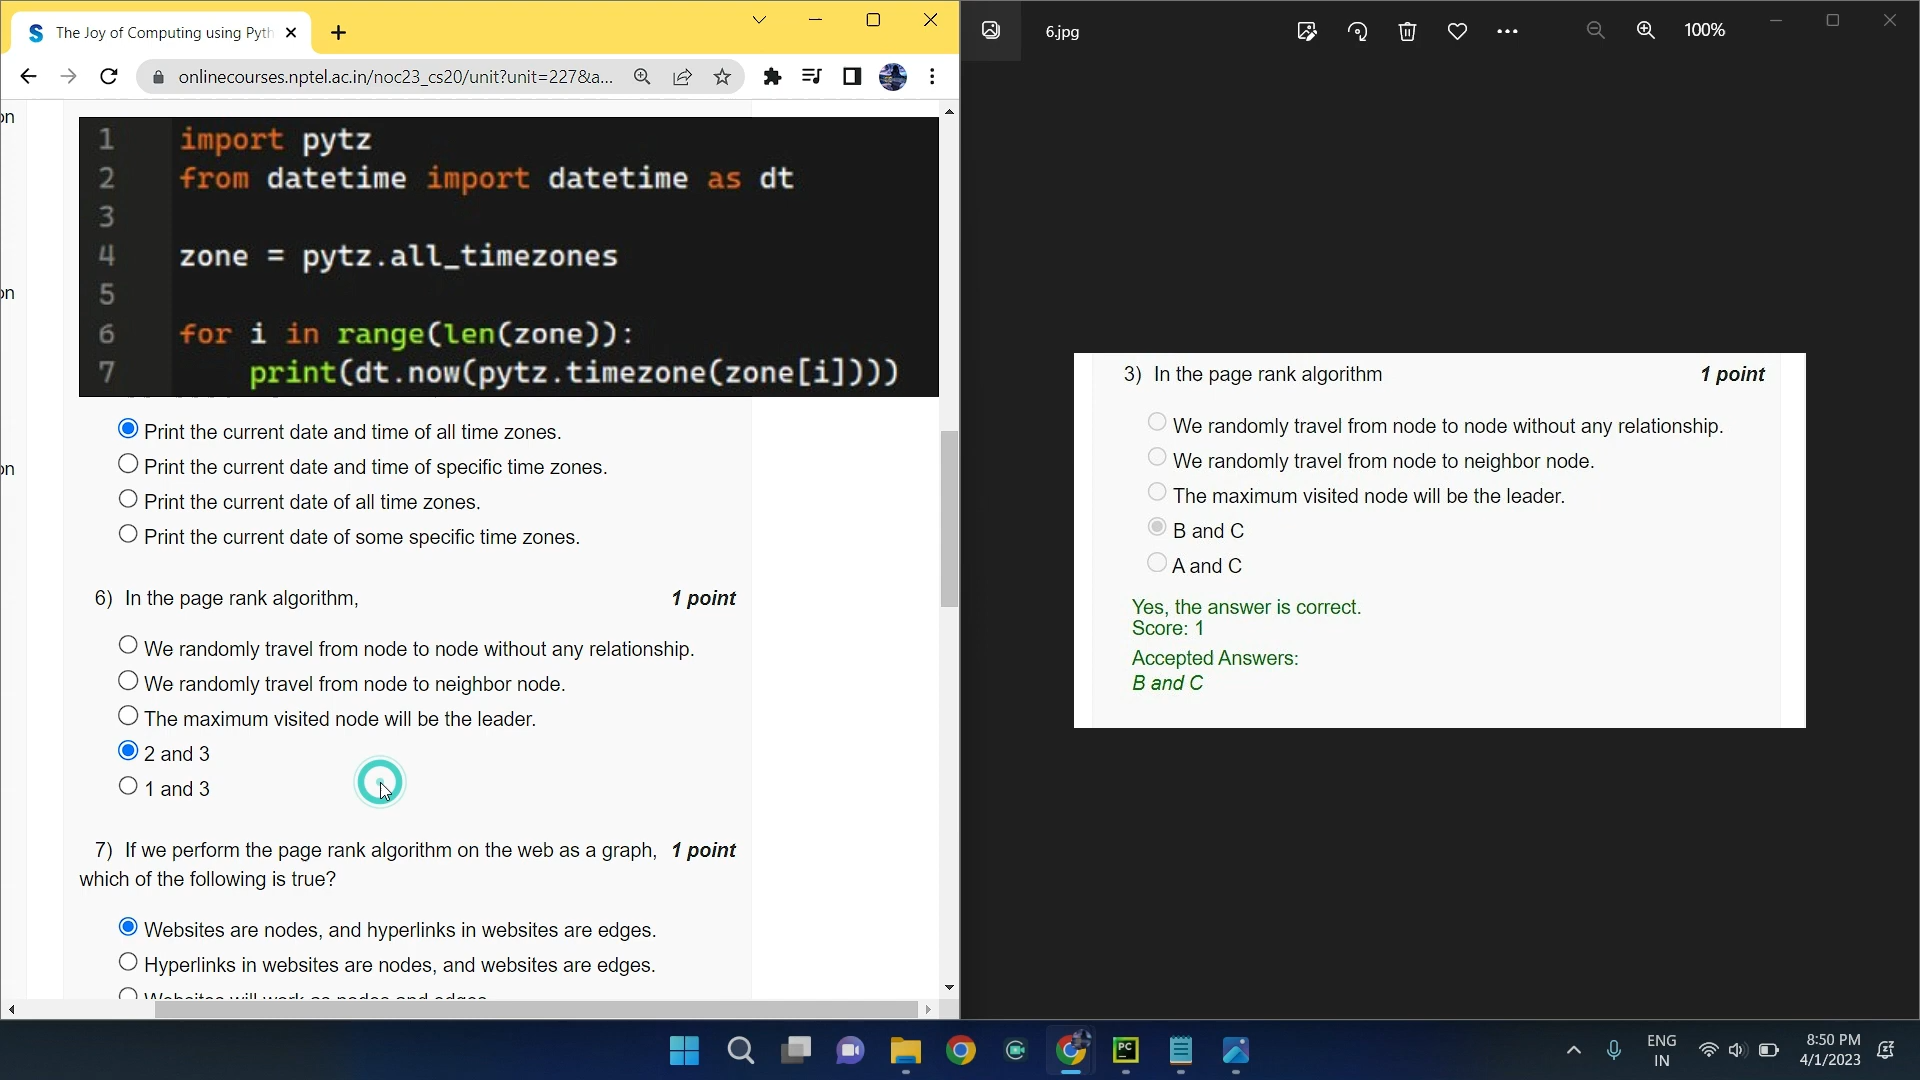 The Joy of Computing using Pyth
onlinecourses.nptel.ac.in/noc23_cs20/unit?unit=227&a...
on
on
on
1 import pytz
2 from datetime import datetime as dt
3
4 zone = pytz.all_timezones
5
6 for i in range(len(zone)):
7 print(dt.now(pytz.timezone(zone[i])))
Print the current date and time of all time zones.
Print the current date and time of specific time zones.
Print the current date of all time zones.
Print the current date of some specific time zones.
6) In the page rank algorithm, 1 point
We randomly travel from node to node without any relationship.
We randomly travel from node to neighbor node.
The maximum visited node will be the leader.
2 and 3
1 and 3
7) If we perform the page rank algorithm on the web as a graph, 1 point
which of the following is true?
Websites are nodes, and hyperlinks in websites are edges.
Hyperlinks in websites are nodes, and websites are edges.
Websites will work as nodes and edges
6.jpg
100%
3) In the page rank algorithm 1 point
We randomly travel from node to node without any relationship.
We randomly travel from node to neighbor node.
The maximum visited node will be the leader.
B and C
A and C
Yes, the answer is correct.
Score: 1
Accepted Answers:
B and C
PC
ENG
IN
8:50 PM
4/1/2023